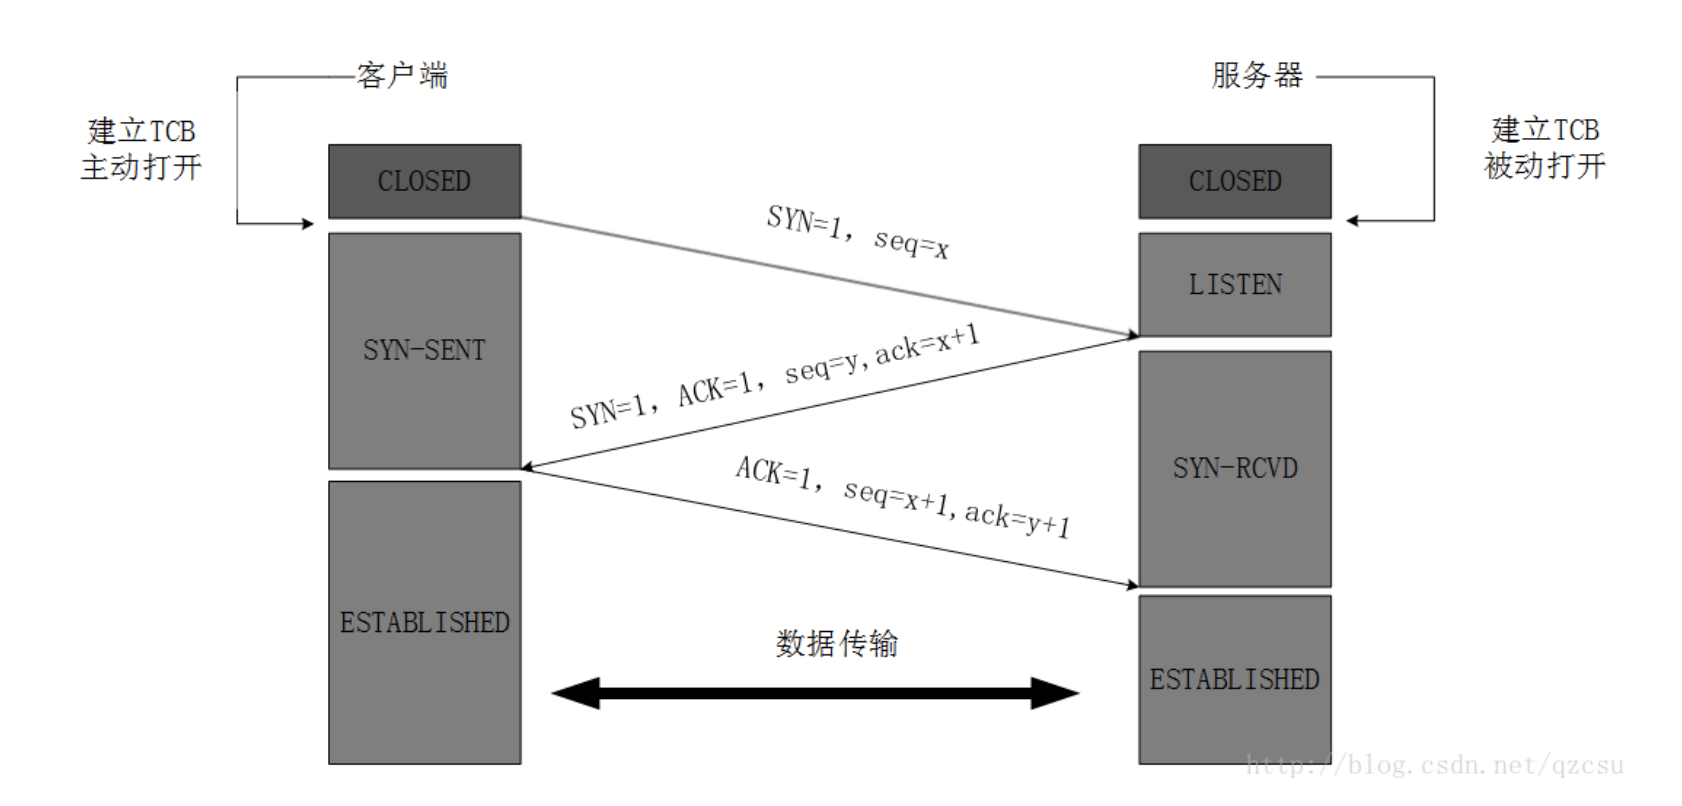 客户端
服务器
建立TCB
主动打开
建立TCB
被动打开
CLOSED
CLOSED
SYN=1, seq=x
LISTEN
SYN-SENT
SYN=1, ACK=1, seq=y,ack=x+1
SYN-RCVD
ACK=1, seq=x+1,ack=y+1
ESTABLISHED
数据传输
ESTABLISHED
http://blog.csdn.net/qzcsu